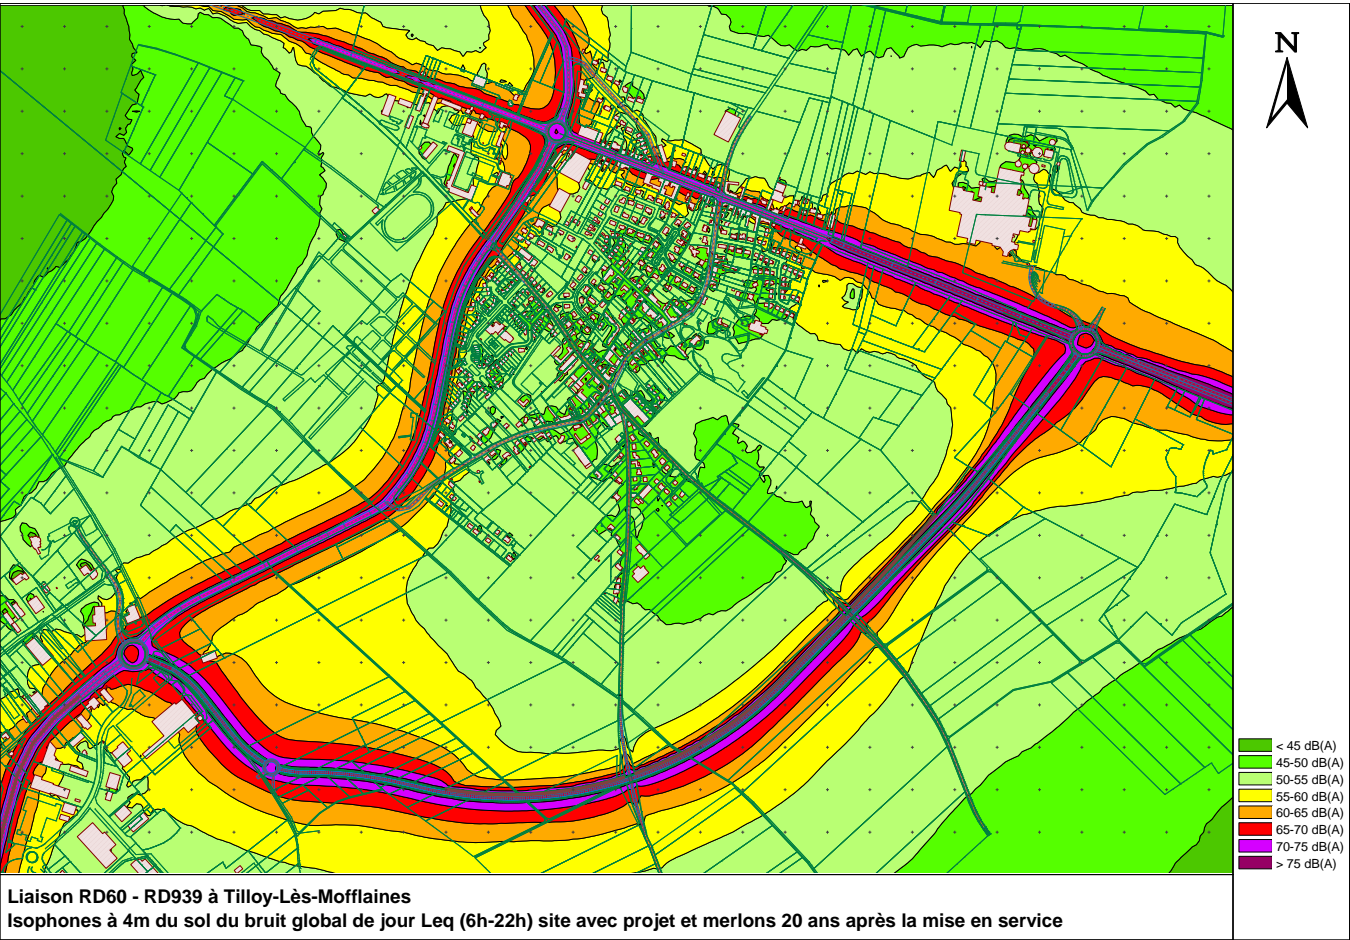 N
< 45 dB(A)
45-50 dB(A)
50-55 dB(A)
55-60 dB(A)
60-65 dB(A)
65-70 dB(A)
70-75 dB(A)
> 75 dB(A)
Liaison RD60 - RD939 à Tilloy-Lès-Mofflaines
Isophones à 4m du sol du bruit global de jour Leq (6h-22h) site avec projet et merlons 20 ans après la mise en service